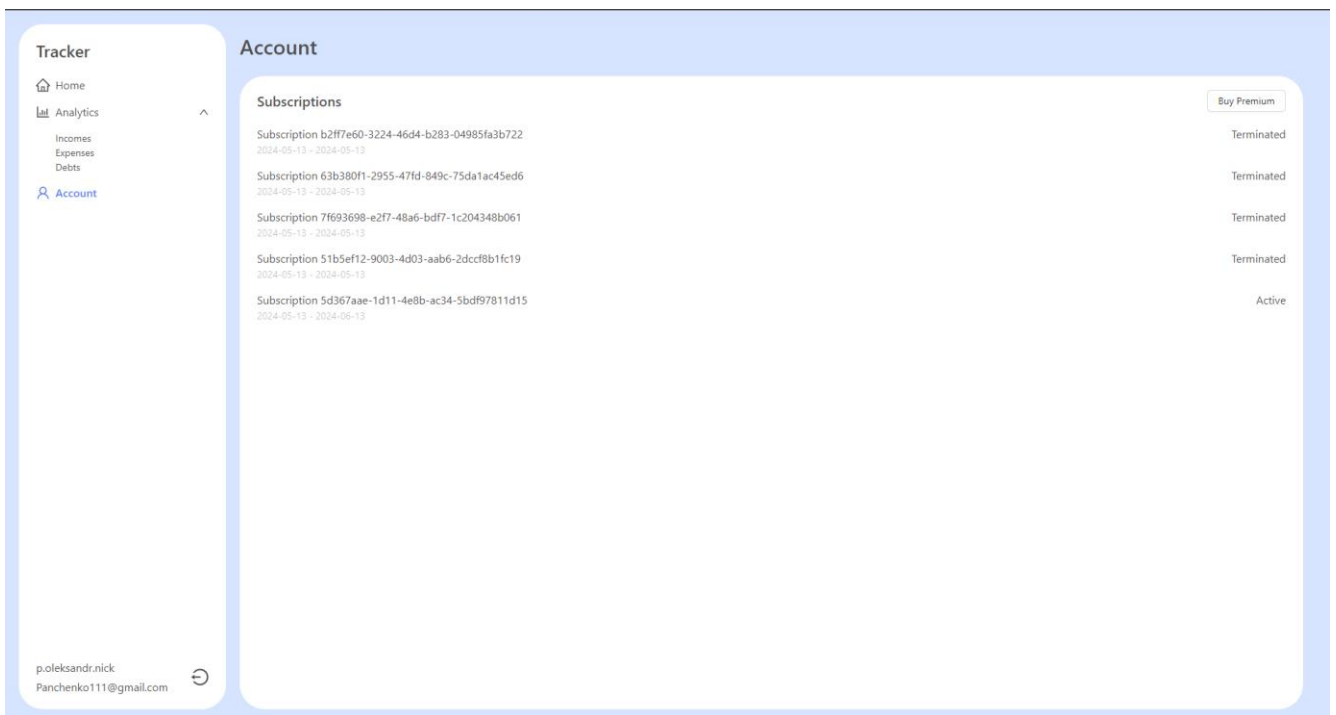 Tracker
Home
Analytics
Incomes
Expenses
Debts
Account
p.oleksandr.nick
Panchenko111@gmail.com
Account
Subscriptions
Buy Premium
Subscription b2ff7e60-3224-46d4-b283-04985fa3b722
Terminated
2024-05-13 - 2024-05-13
Subscription 63b380f1-2955-47fd-849c-75da1ac45ed6
Terminated
2024-05-13 - 2024-05-13
Subscription 7f693698-e2f7-48a6-bdf7-1c204348b061
Terminated
2024-05-13 - 2024-05-13
Subscription 51b5ef12-9003-4d03-aab6-2dccf8b1fc19
Terminated
2024-05-13 - 2024-05-13
Subscription 5d367aae-1d11-4e8b-ac34-5bdf97811d15
Active
2024-05-13 - 2024-06-13